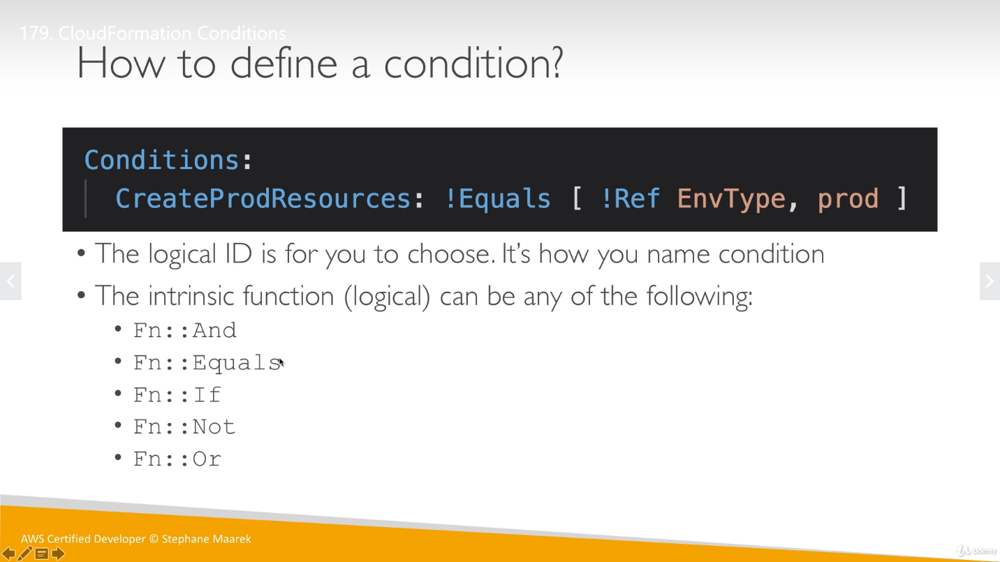 179. CloudFormation Conditions
How to define a condition?
Conditions:
CreateProdResources: !Equals [ !Ref EnvType, prod ]
• The logical ID is for you to choose. It's how you name condition
• The intrinsic function (logical) can be any of the following:
• Fn::And
• Fn::Equals
• Fn::If
• Fn::Not
• Fn::Or
AWS Certified Developer © Stephane Maarek
Udemy